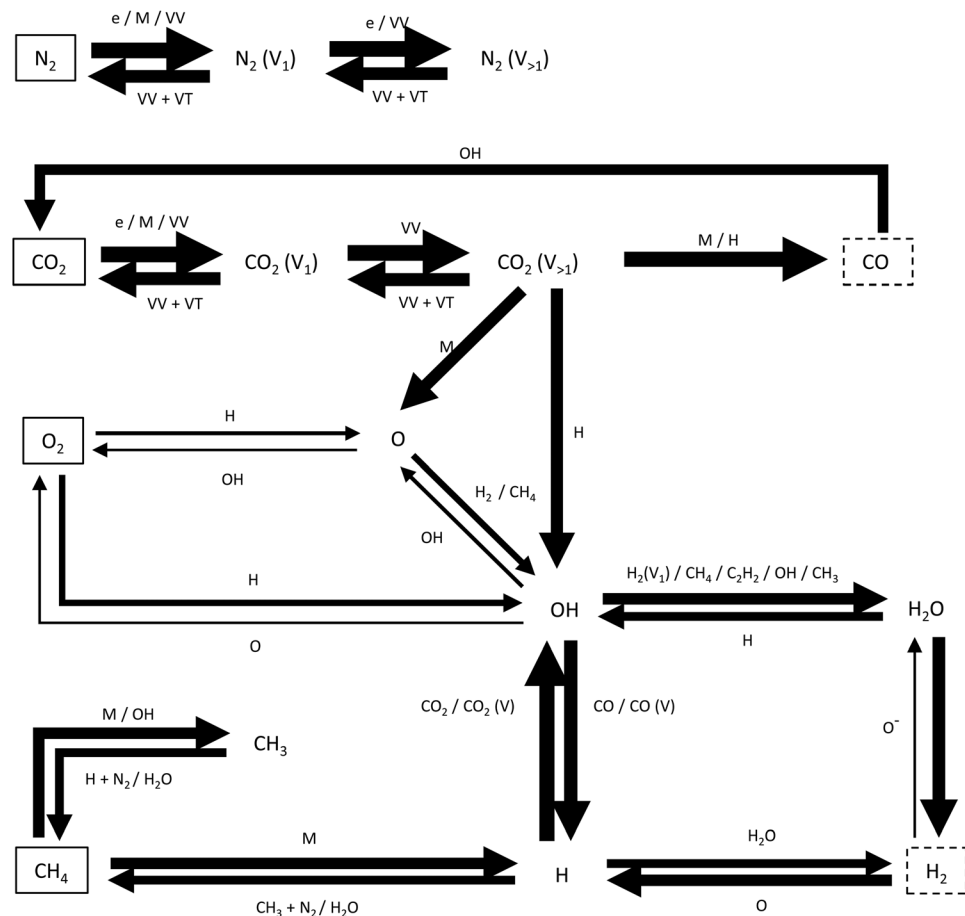 e / M / VV
e / VV
N₂
N₂ (V₁)
N₂ (V>₁)
VV + VT
VV + VT
OH
e / M / VV
VV
M / H
CO₂
CO₂ (V₁)
CO₂ (V>₁)
CO
VV + VT
VV + VT
M
H
O₂
O
H
OH
H₂ / CH₄
OH
H
H₂(V₁) / CH₄ / C₂H₂ / OH / CH₃
OH
H₂O
O
H
CO₂ / CO₂ (V)
CO / CO (V)
O⁻
M / OH
CH₃
H + N₂ / H₂O
M
H₂O
CH₄
H
H₂
CH₃ + N₂ / H₂O
O